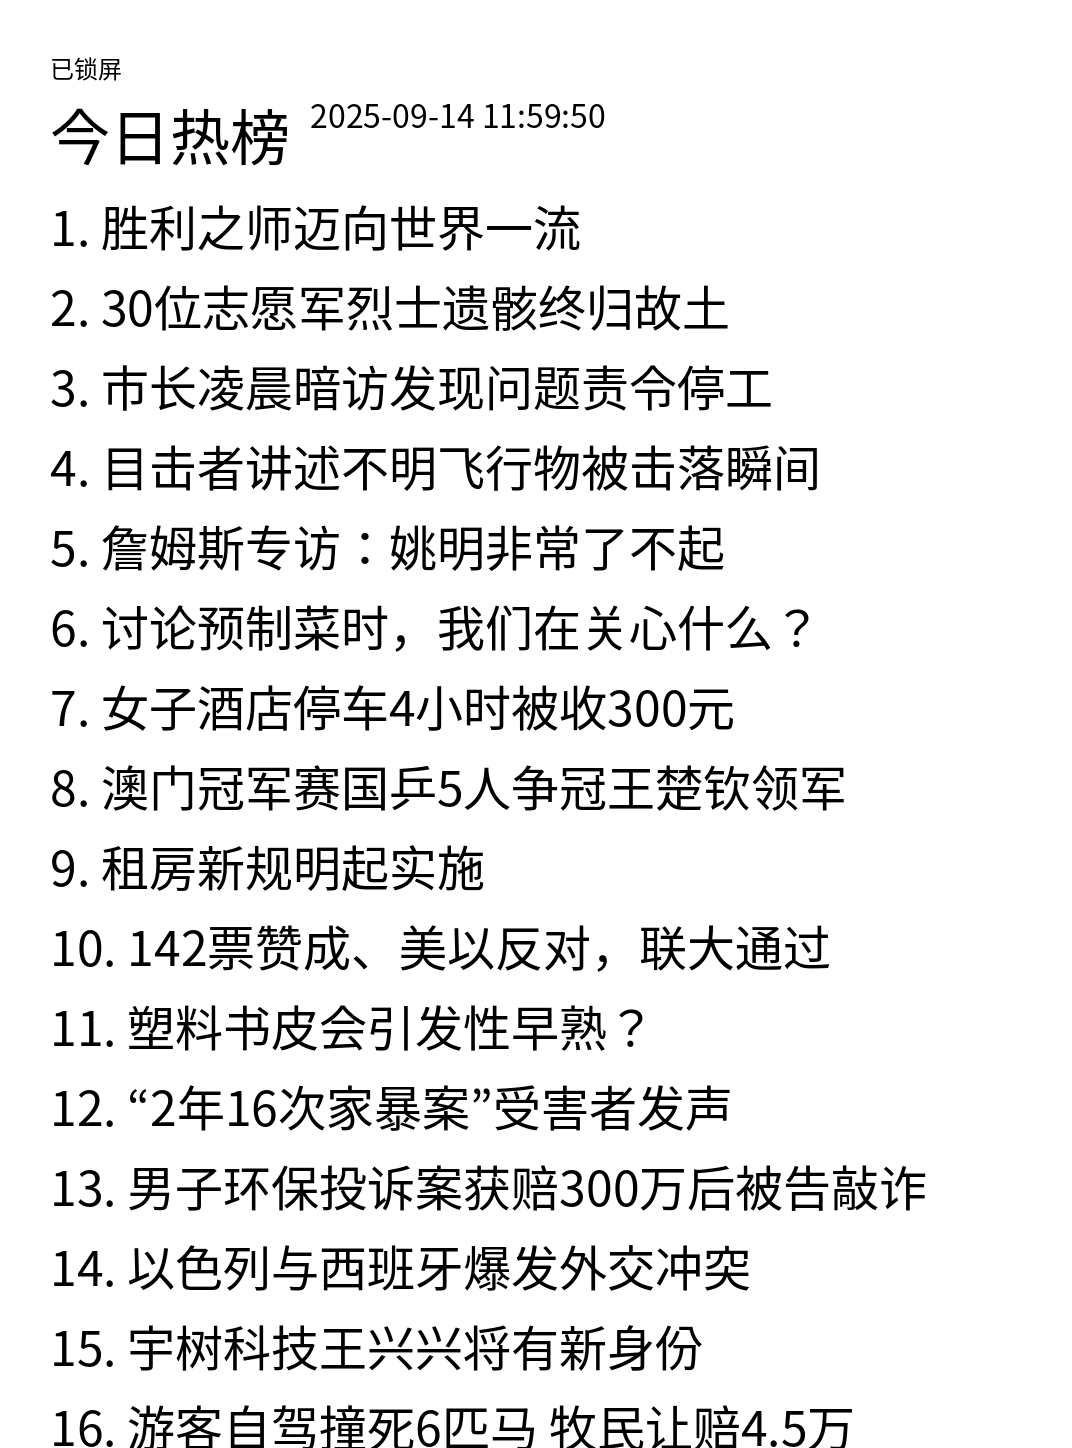 已锁屏
今日热榜 2025-09-14 11:59:50
1. 胜利之师迈向世界一流
2. 30位志愿军烈士遗骸终归故土
3. 市长凌晨暗访发现问题责令停工
4. 目击者讲述不明飞行物被击落瞬间
5. 詹姆斯专访：姚明非常了不起
6. 讨论预制菜时，我们在关心什么？
7. 女子酒店停车4小时被收300元
8. 澳门冠军赛国乒5人争冠王楚钦领军
9. 租房新规明起实施
10. 142票赞成、美以反对，联大通过
11. 塑料书皮会引发性早熟？
12. “2年16次家暴案”受害者发声
13. 男子环保投诉案获赔300万后被告敲诈
14. 以色列与西班牙爆发外交冲突
15. 宇树科技王兴兴将有新身份
16. 游客自驾撞死6匹马 牧民让赔4.5万